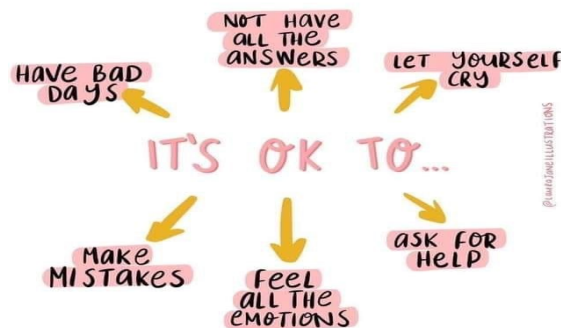 NOT HAVE
ALL THE
ANSWERS
HAVE BAD
DAYS
LET YOURSELF
CRY
IT'S OK TO...
MAKE
MISTAKES
FEEL
ALL THE
EMOTIONS
ASK FOR
HELP
@LAURAJANEILLUSTRATIONS